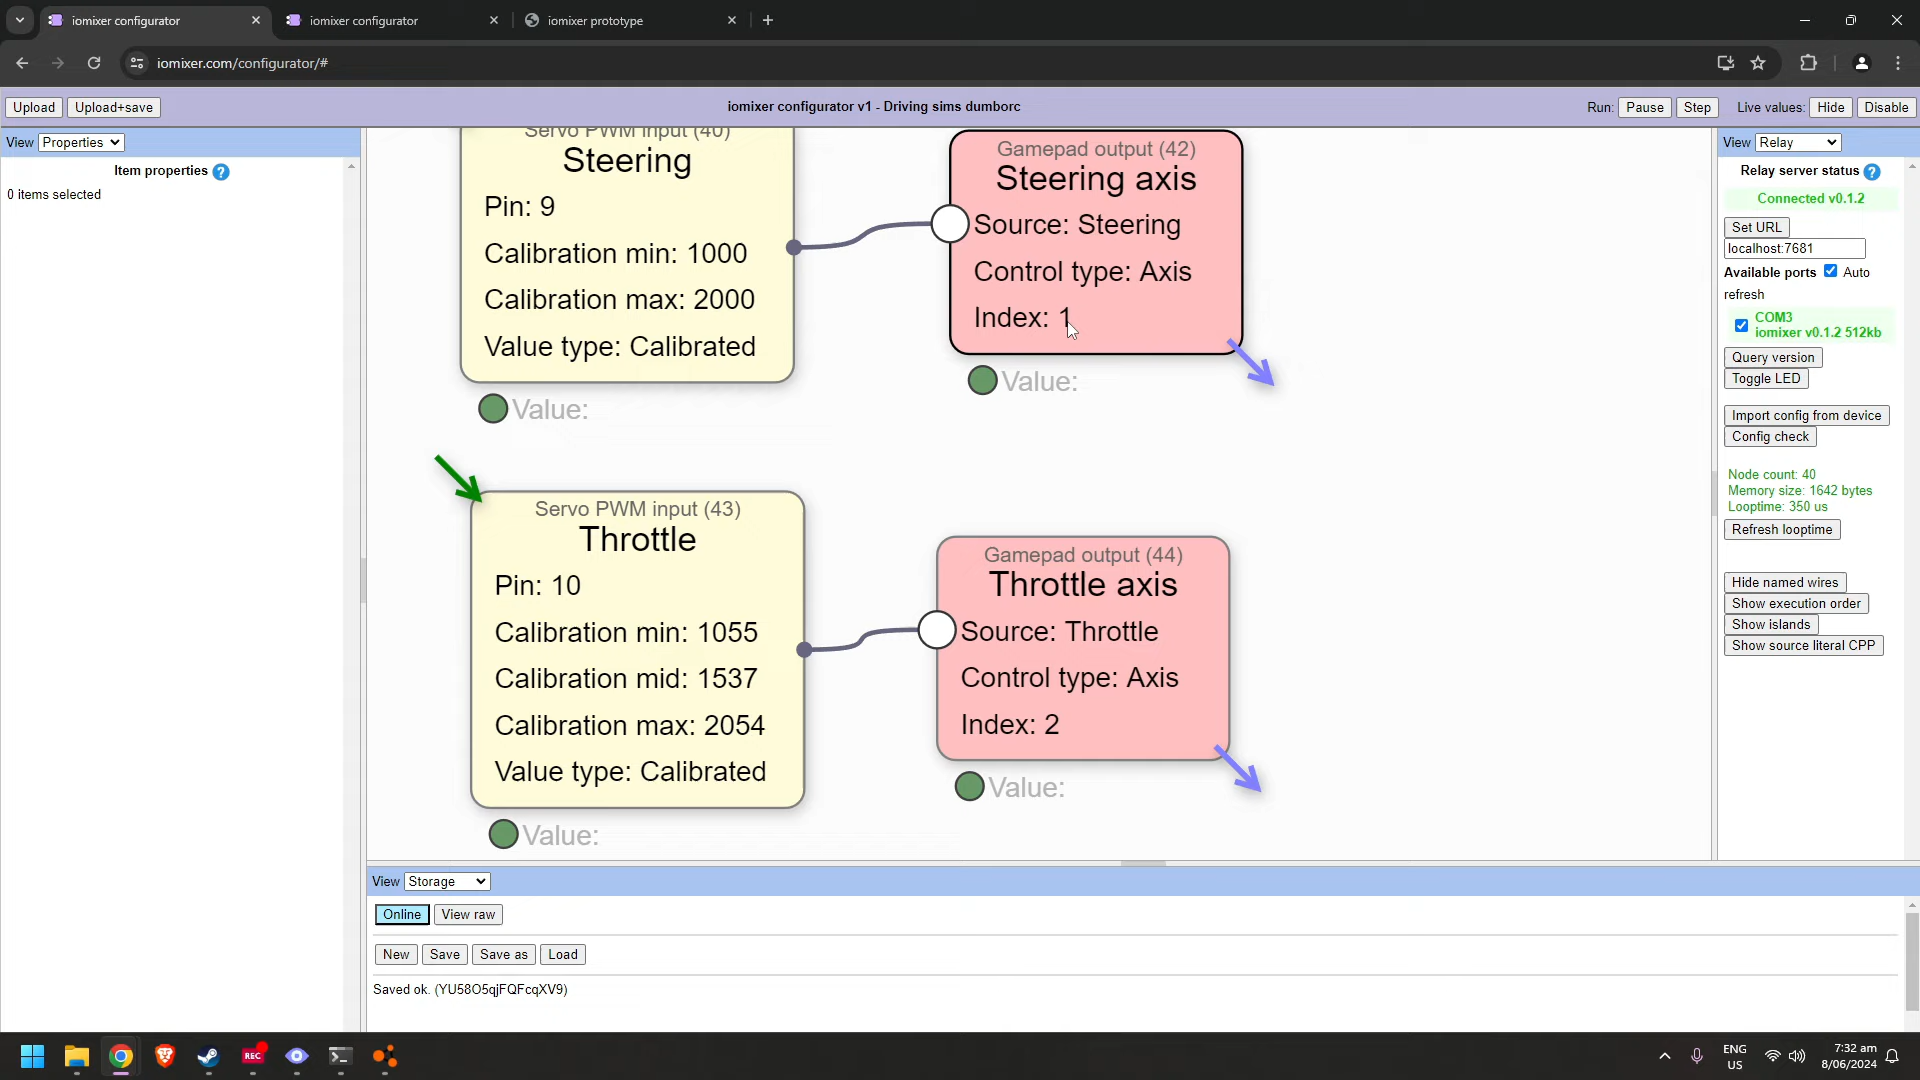 iomixer configurator
iomixer configurator
iomixer prototype
iomixer.com/configurator/#
Upload
Upload+save
iomixer configurator v1 - Driving sims dumborc
Run:
Pause
Step
Live values:
Hide
Disable
View
Properties
Item properties
?
0 items selected
Servo PWM input (40)
Steering
Pin: 9
Calibration min: 1000
Calibration max: 2000
Value type: Calibrated
Value:
Gamepad output (42)
Steering axis
Source: Steering
Control type: Axis
Index: 1
Value:
Servo PWM input (43)
Throttle
Pin: 10
Calibration min: 1055
Calibration mid: 1537
Calibration max: 2054
Value type: Calibrated
Value:
Gamepad output (44)
Throttle axis
Source: Throttle
Control type: Axis
Index: 2
Value:
View
Relay
Relay server status
?
Connected v0.1.2
Set URL
localhost:7681
Available ports
Auto
refresh
COM3
iomixer v0.1.2 512kb
Query version
Toggle LED
Import config from device
Config check
Node count: 40
Memory size: 1642 bytes
Looptime: 350 us
Refresh looptime
Hide named wires
Show execution order
Show islands
Show source literal CPP
View
Storage
Online
View raw
New
Save
Save as
Load
Saved ok. (YU58O5qjFQFcqXV9)
REC
ENG
US
7:32 am
8/06/2024